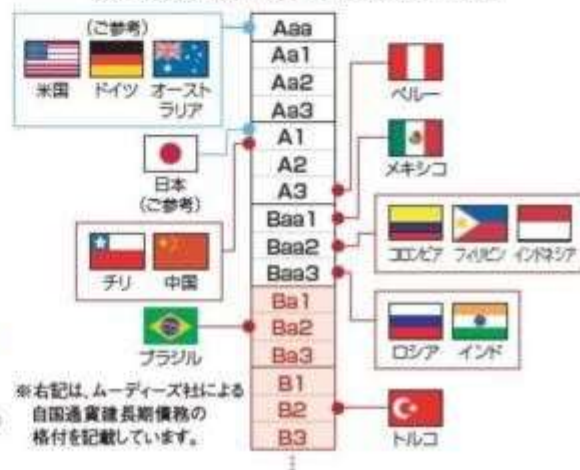 (ご参考)
米国
ドイツ
オースト
ラリア
日本
(ご参考)
チリ
中国
ブラジル
※右記は、ムーディーズ社による
自国通貨建長期債務の
格付を記載しています。
Aaa
Aa1
Aa2
Aa3
A1
A2
A3
Baa1
Baa2
Baa3
Ba1
Ba2
Ba3
B1
B2
B3
ペルー
メキシコ
コロンビア
フィリピン
インドネシア
ロシア
インド
トルコ